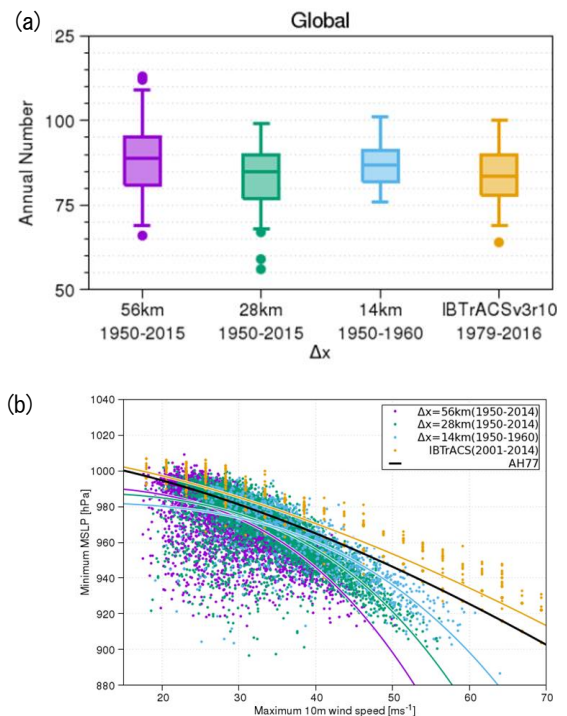 (a)
Global
25
100
75
50
Annual Number
56km
1950-2015
28km
1950-2015
14km
1950-1960
IBTrACSv3r10
1979-2016
Δx
(b)
1040
1020
1000
980
960
940
920
900
880
Minimum MSLP [hPa]
Δx=56km(1950-2014)
Δx=28km(1950-2014)
Δx=14km(1950-1960)
IBTrACS(2001-2014)
AH77
20
30
40
50
60
70
Maximum 10m wind speed [ms⁻¹]